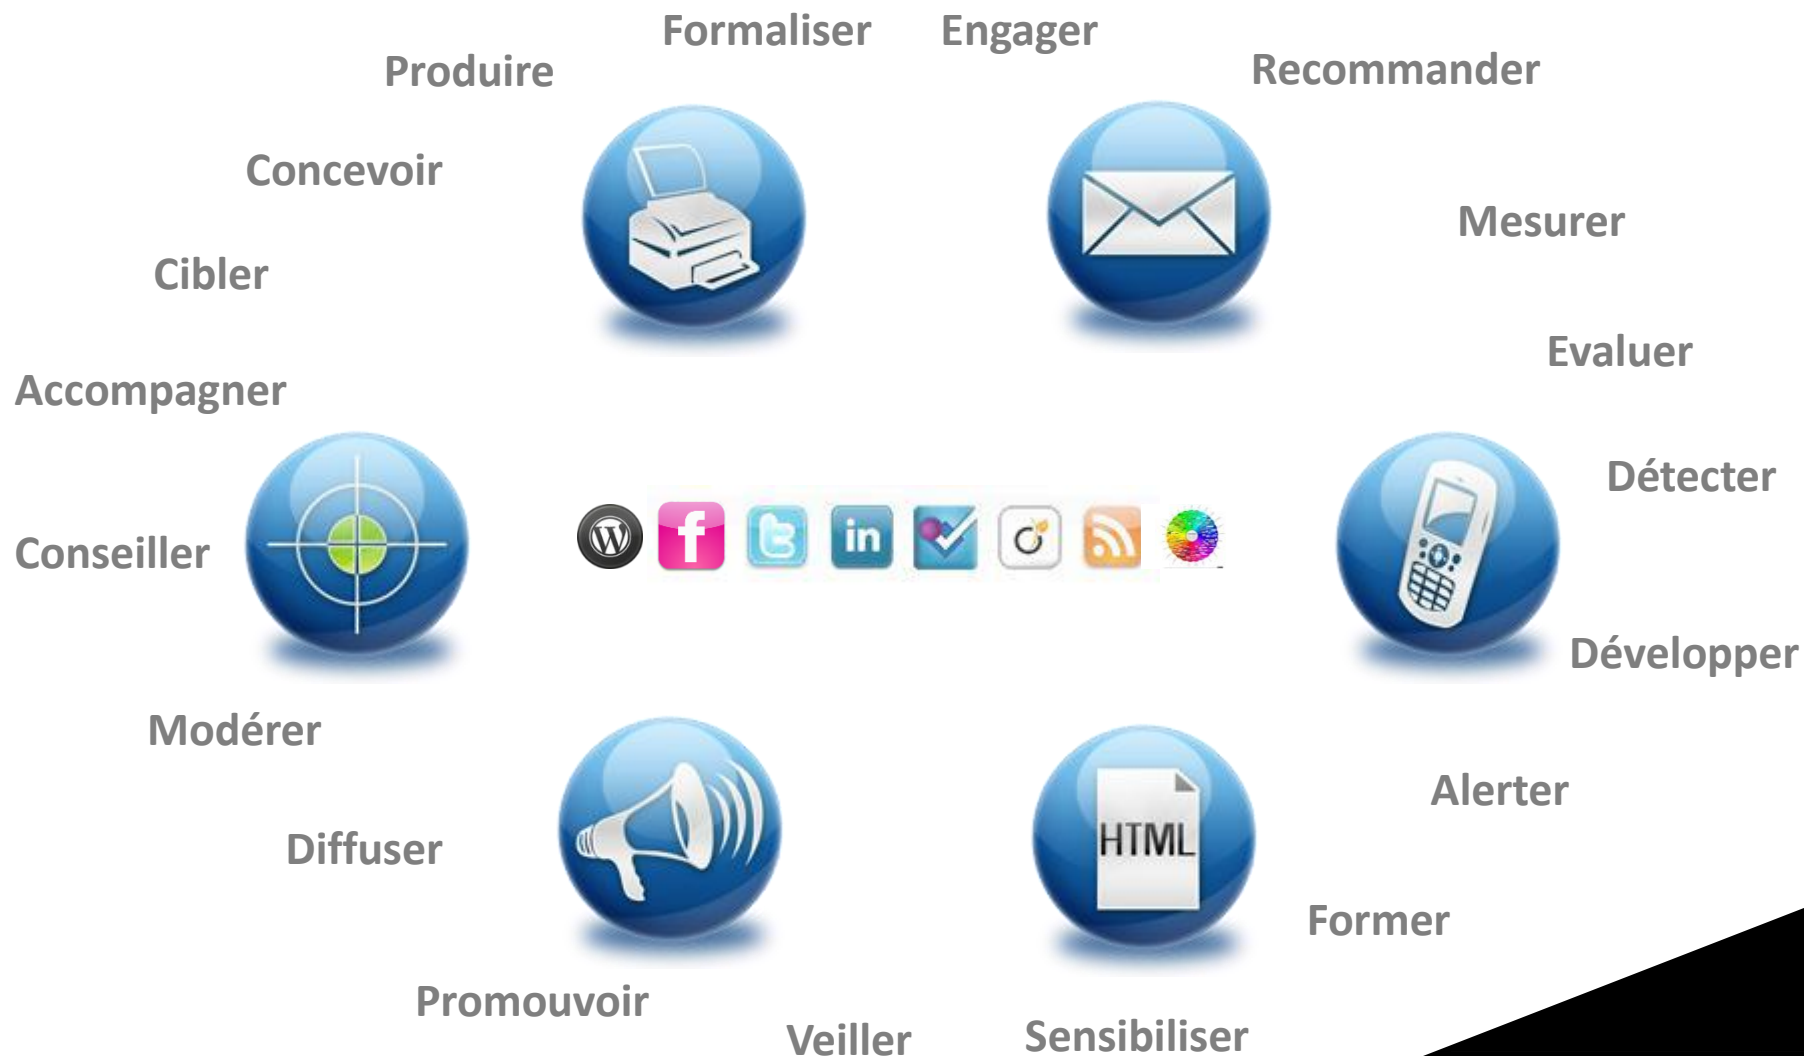 Formaliser Engager
Produire
Recommander
Concevoir
Mesurer
Cibler
Evaluer
Accompagner
Détecter
in
Conseiller
Développer
Modérer
Alerter
HTML
Diffuser
Former
Promouvoir
Veiller
Sensibiliser